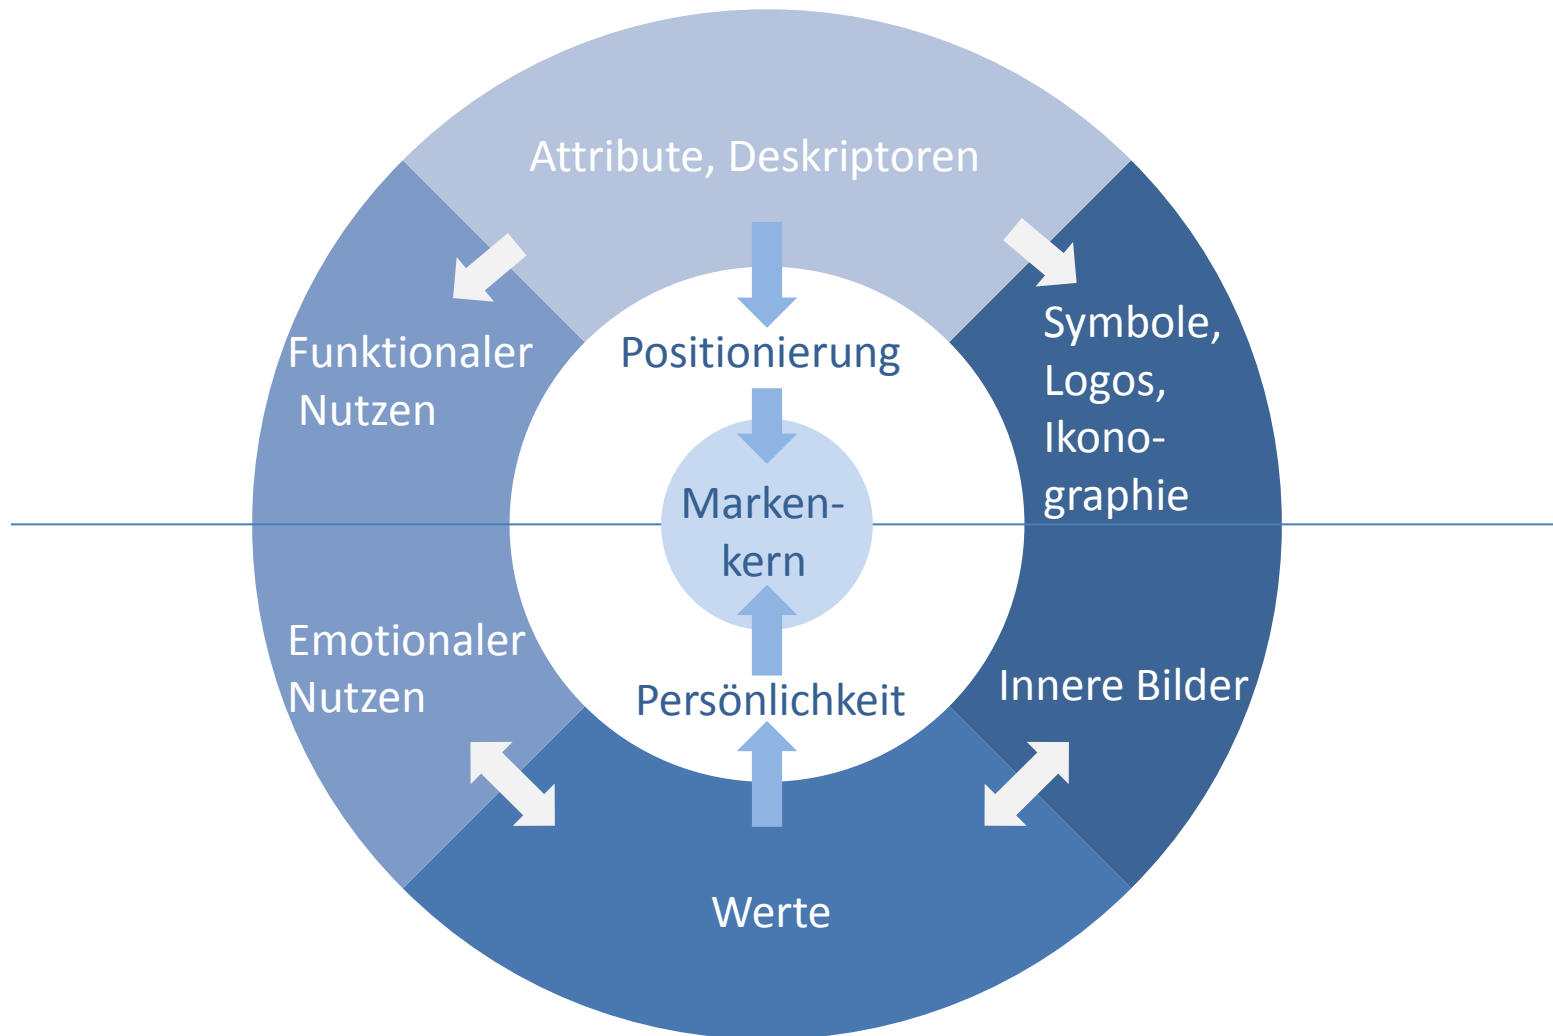 Attribute, Deskriptoren
Funktionaler
Nutzen
Positionierung
Symbole,
Logos,
Ikono-
graphie
Marken-
kern
Emotionaler
Nutzen
Persönlichkeit
Innere Bilder
Werte